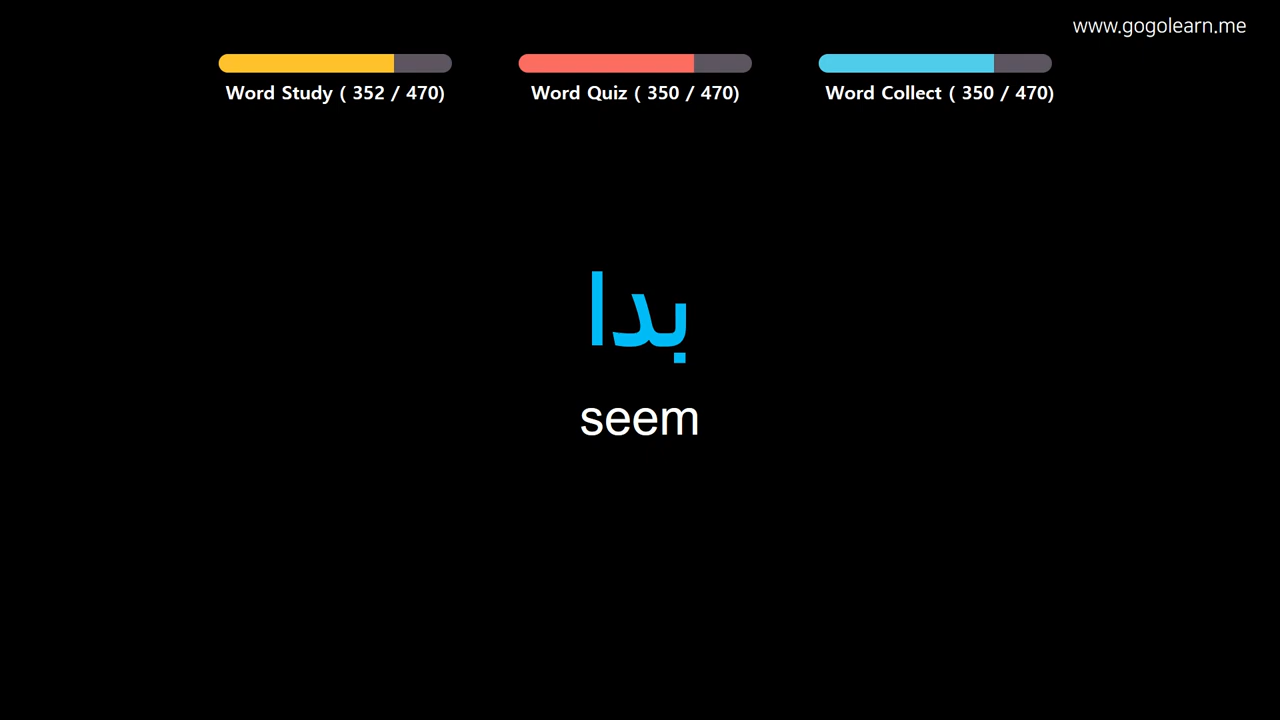 www.gogolearn.me
Word Study ( 352 / 470)
Word Quiz ( 350 / 470)
Word Collect ( 350 / 470)
بدا
seem